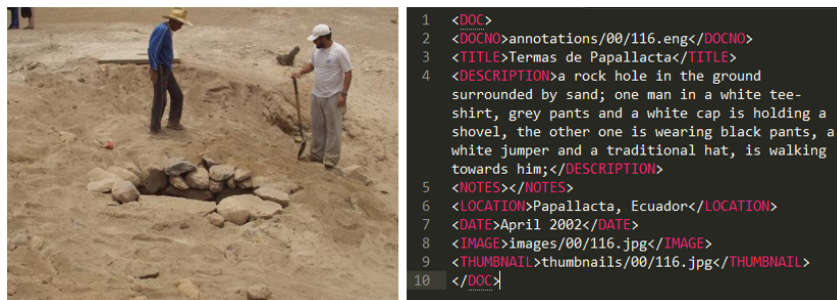 1 <DOC>
2 <DOCNO>annotations/00/116.eng</DOCNO>
3 <TITLE>Termas de Papallacta</TITLE>
4 <DESCRIPTION>a rock hole in the ground
surrounded by sand; one man in a white tee-
shirt, grey pants and a white cap is holding a
shovel, the other one is wearing black pants, a
white jumper and a traditional hat, is walking
towards him;</DESCRIPTION>
5 <NOTES></NOTES>
6 <LOCATION>Papallacta, Ecuador</LOCATION>
7 <DATE>April 2002</DATE>
8 <IMAGE>images/00/116.jpg</IMAGE>
9 <THUMBNAIL>thumbnails/00/116.jpg</THUMBNAIL>
10 </DOC>